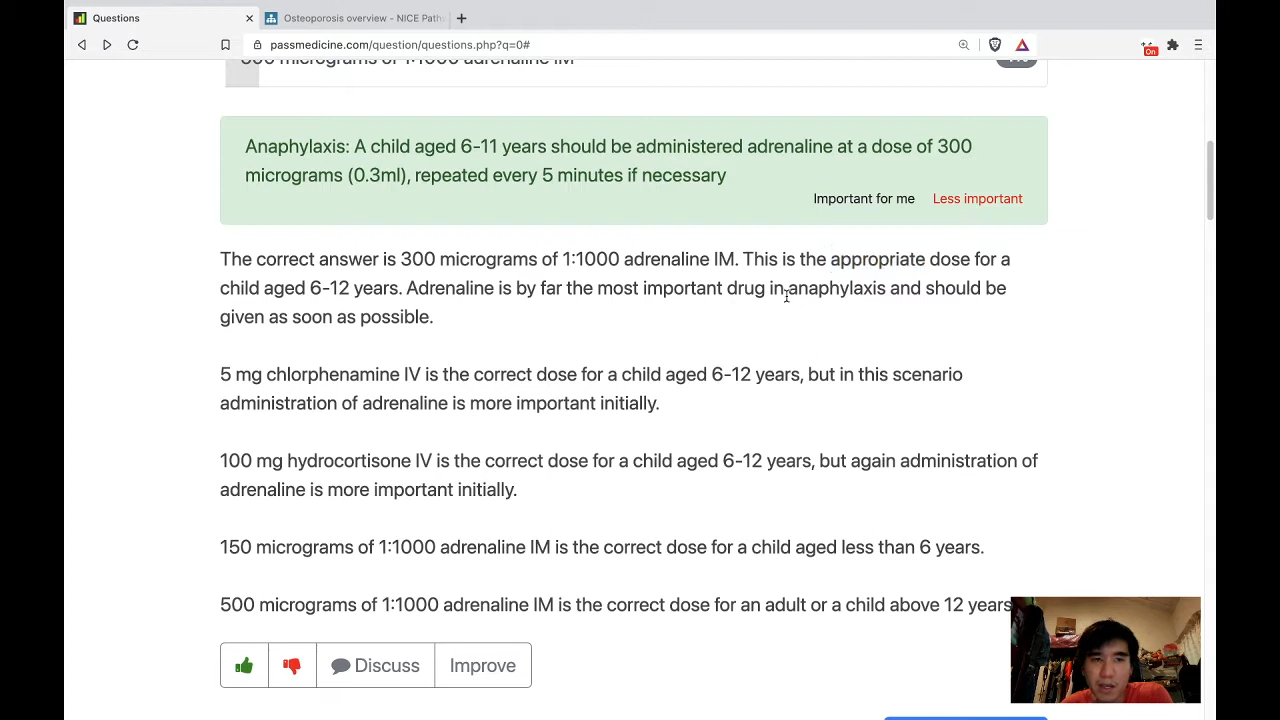 Questions
Osteoporosis overview - NICE Path
passmedicine.com/question/questions.php?q=0#
On
micrograms of 1:1000 adrenaline IM
Anaphylaxis: A child aged 6-11 years should be administered adrenaline at a dose of 300
micrograms (0.3ml), repeated every 5 minutes if necessary
Important for me Less important
The correct answer is 300 micrograms of 1:1000 adrenaline IM. This is the appropriate dose for a
child aged 6-12 years. Adrenaline is by far the most important drug in anaphylaxis and should be
given as soon as possible.
5 mg chlorphenamine IV is the correct dose for a child aged 6-12 years, but in this scenario
administration of adrenaline is more important initially.
100 mg hydrocortisone IV is the correct dose for a child aged 6-12 years, but again administration of
adrenaline is more important initially.
150 micrograms of 1:1000 adrenaline IM is the correct dose for a child aged less than 6 years.
500 micrograms of 1:1000 adrenaline IM is the correct dose for an adult or a child above 12 years
Discuss Improve